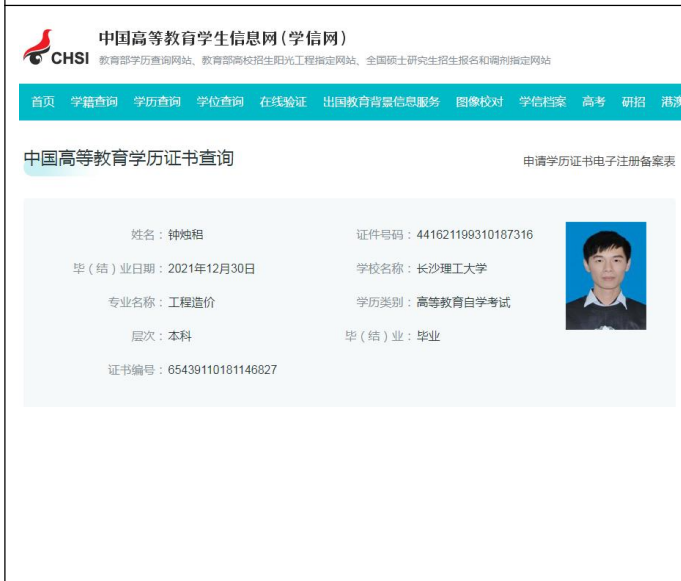 中国高等教育学生信息网(学信网)
CHSI 教育部学历查询网站、教育部高校招生阳光工程指定网站、全国硕士研究生招生报名和调剂指定网站
首页 学籍查询 学历查询 学位查询 在线验证 出国教育背景信息服务 图像校对 学信档案 高考 研招 港澳
中国高等教育学历证书查询 申请学历证书电子注册备案表
姓名：钟烛稆 证件号码：441621199310187316
毕(结)业日期：2021年12月30日 学校名称：长沙理工大学
专业名称：工程造价 学历类别：高等教育自学考试
层次：本科 毕(结)业：毕业
证书编号：65439110181146827